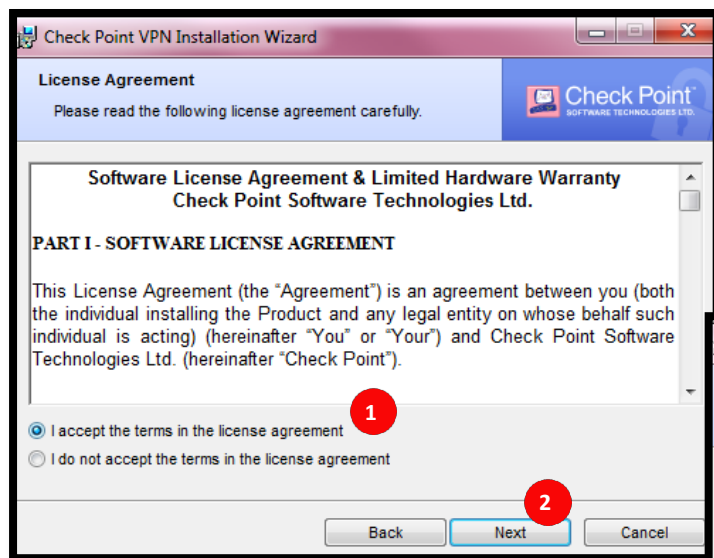 Check Point VPN Installation Wizard
License Agreement
Please read the following license agreement carefully.
Check Point
SOFTWARE TECHNOLOGIES LTD.
Software License Agreement & Limited Hardware Warranty
Check Point Software Technologies Ltd.
PART I - SOFTWARE LICENSE AGREEMENT
This License Agreement (the “Agreement”) is an agreement between you (both
the individual installing the Product and any legal entity on whose behalf such
individual is acting) (hereinafter “You” or “Your”) and Check Point Software
Technologies Ltd. (hereinafter “Check Point”).
1
I accept the terms in the license agreement
I do not accept the terms in the license agreement
2
Back Next Cancel